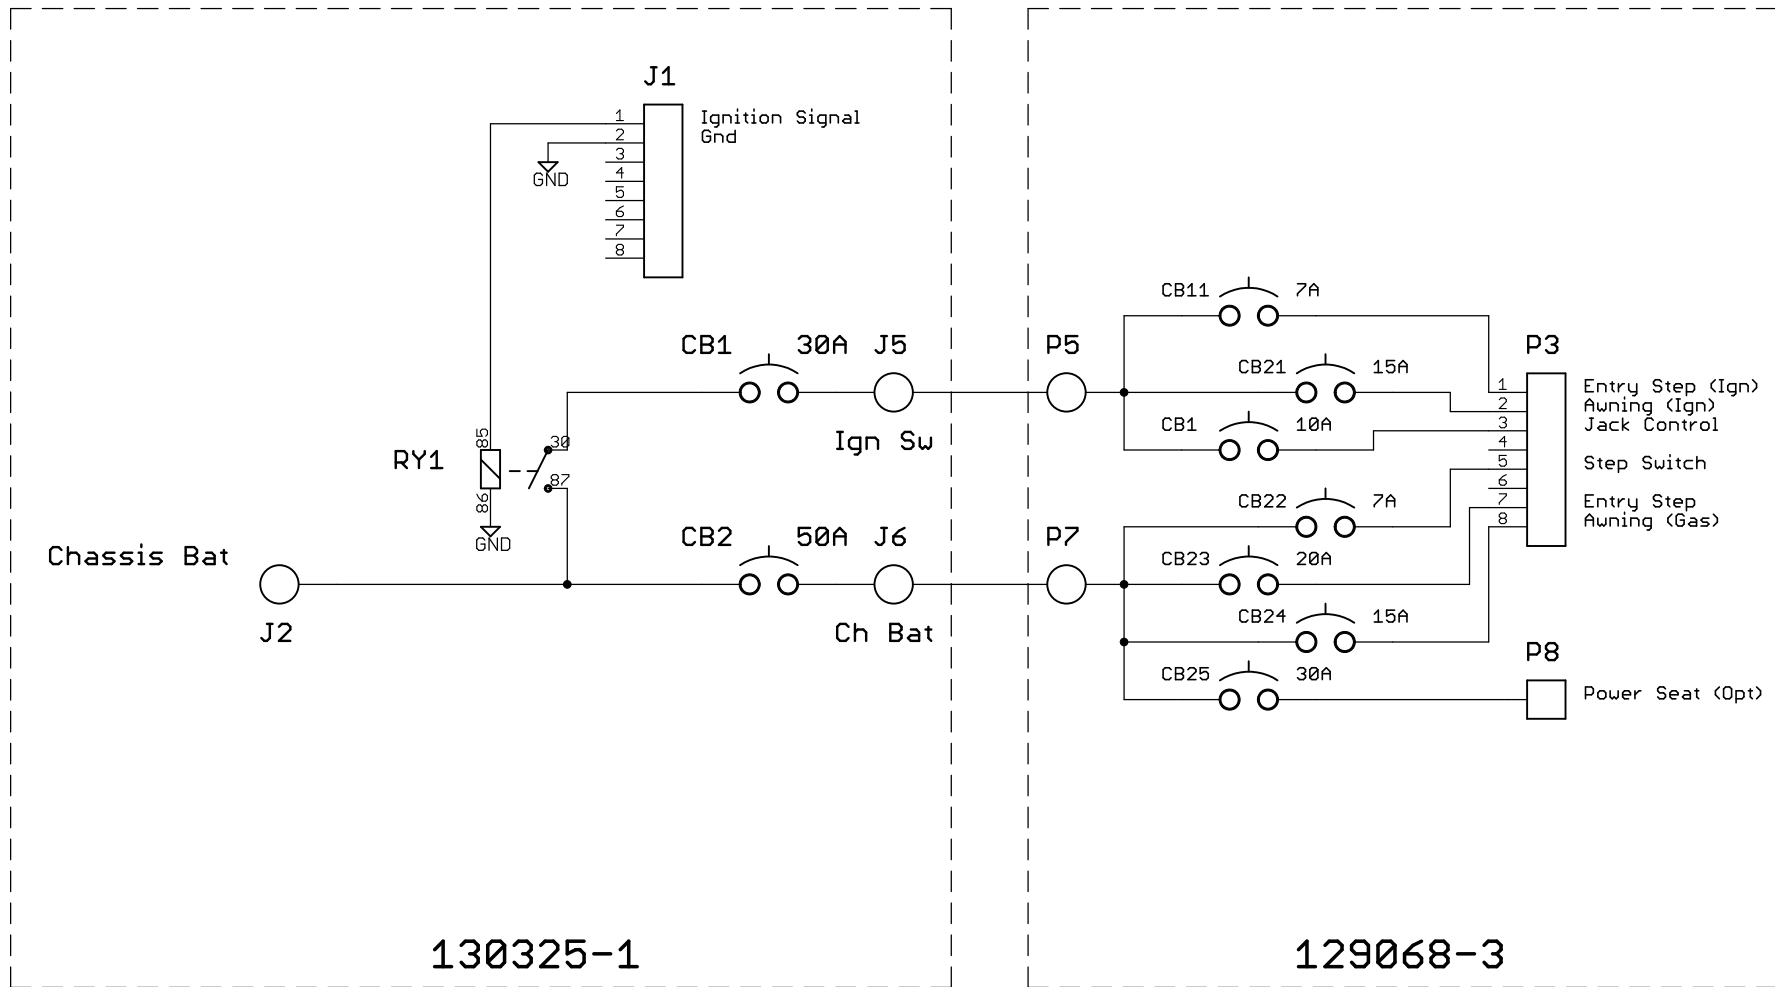 J1
1
2
3
4
5
6
7
8
Ignition Signal
Gnd
GND
CB1 30A J5
Ign Sw
RY1
85
86
30
87
GND
CB2 50A J6
Ch Bat
Chassis Bat
J2
130325-1
P5
P7
CB11 7A
CB21 15A
CB1 10A
CB22 7A
CB23 20A
CB24 15A
CB25 30A
P3
1
2
3
4
5
6
7
8
Entry Step (Ign)
Awning (Ign)
Jack Control
Step Switch
Entry Step
Awning (Gas)
P8
Power Seat (Opt)
129068-3